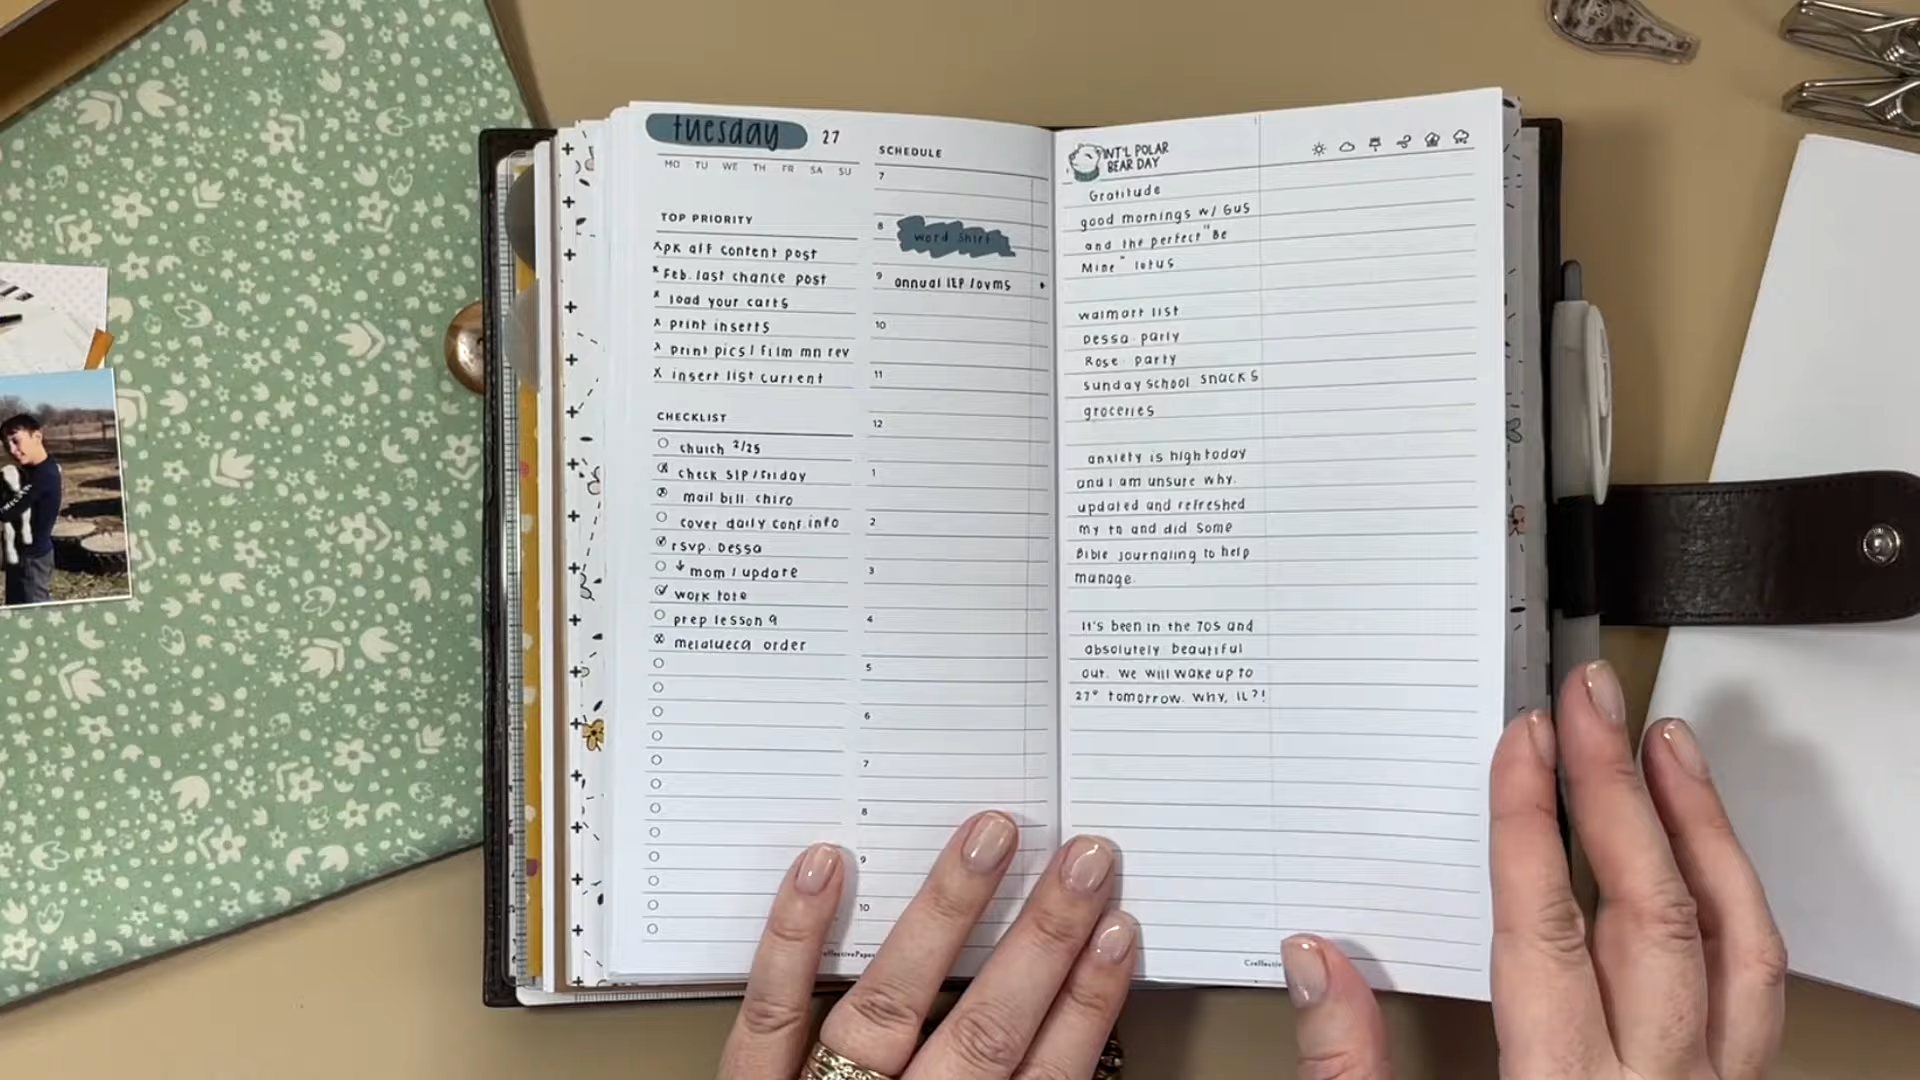 tuesday 27
MO TU WE TH FR SA SU
TOP PRIORITY
x pk aff content post
x Feb. last chance post
x load your carts
x print inserts
x print pics / film mn rev
x insert list current
CHECKLIST
church 2/25
check SIP / Friday
mail bill chiro
cover daily conf. info
rsvp. Dessa
mom / update
work tote
prep lesson 9
melalueca order
SCHEDULE
7
8 word shirt
9 annual IEP / ovms
10
11
12
1
2
3
4
5
6
7
8
9
10
INT'L POLAR
BEAR DAY
Gratitude
good mornings w/ Gus
and the perfect "Be
Mine" lotus
walmart list
Dessa party
Rose party
Sunday school snacks
groceries
anxiety is high today
and i am unsure why.
updated and refreshed
my tn and did some
Bible journaling to help
manage.
It's been in the 70s and
absolutely beautiful
out. we will wake up to
27° tomorrow. Why, IL?!